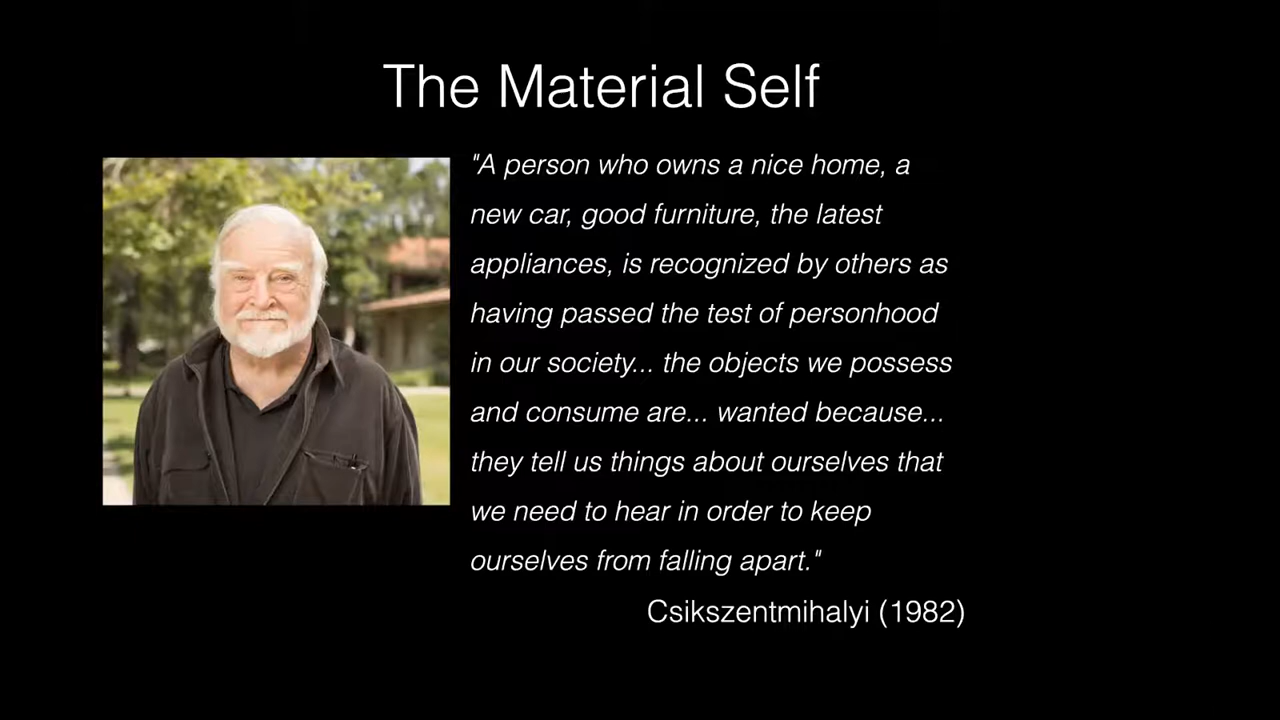 The Material Self
"A person who owns a nice home, a
new car, good furniture, the latest
appliances, is recognized by others as
having passed the test of personhood
in our society... the objects we possess
and consume are... wanted because...
they tell us things about ourselves that
we need to hear in order to keep
ourselves from falling apart."
Csikszentmihalyi (1982)